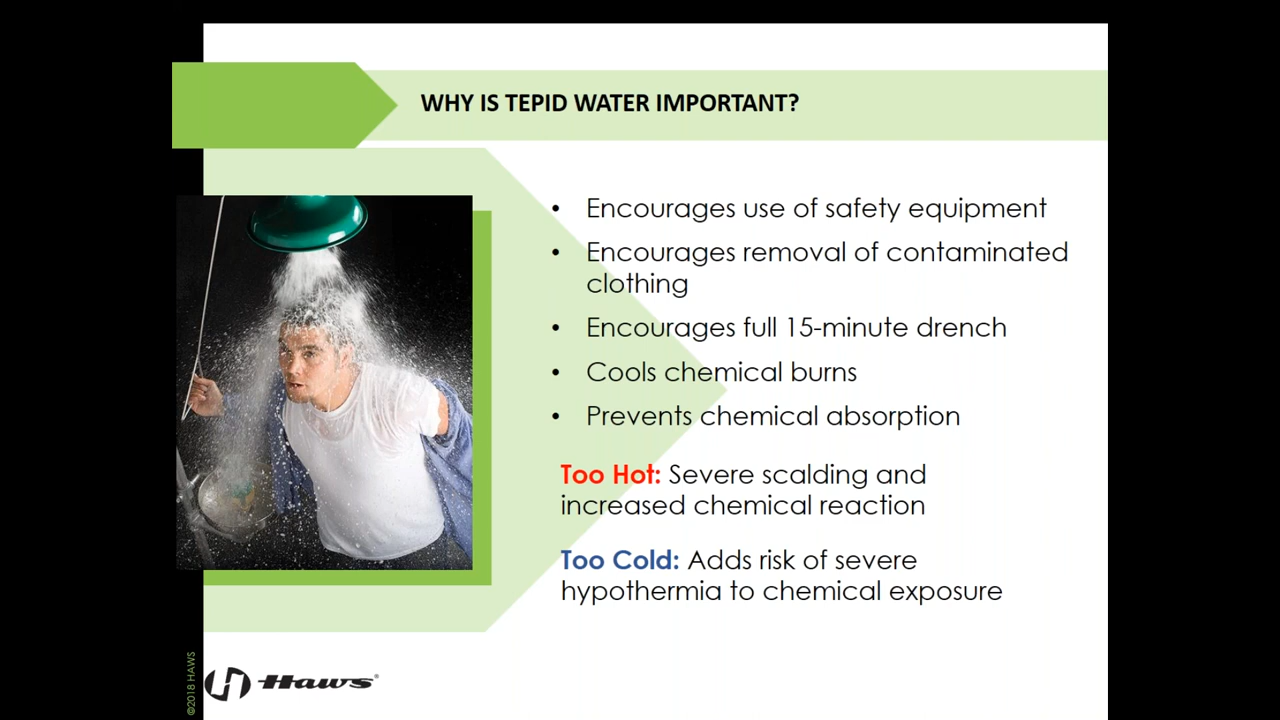 WHY IS TEPID WATER IMPORTANT?
• Encourages use of safety equipment
• Encourages removal of contaminated
clothing
• Encourages full 15-minute drench
• Cools chemical burns
• Prevents chemical absorption
Too Hot: Severe scalding and
increased chemical reaction
Too Cold: Adds risk of severe
hypothermia to chemical exposure
©2018 HAWS
Haws®